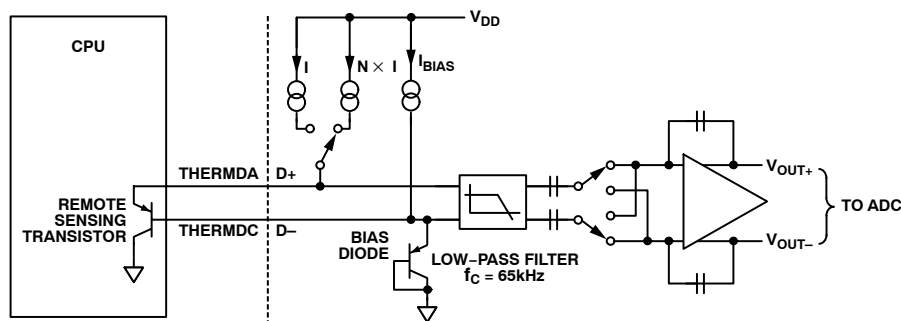 CPU
V_DD
I
N × I
I_BIAS
THERMDA
D+
REMOTE
SENSING
TRANSISTOR
THERMDC
D−
BIAS
DIODE
LOW−PASS FILTER
f_C = 65kHz
V_OUT+
TO ADC
V_OUT−